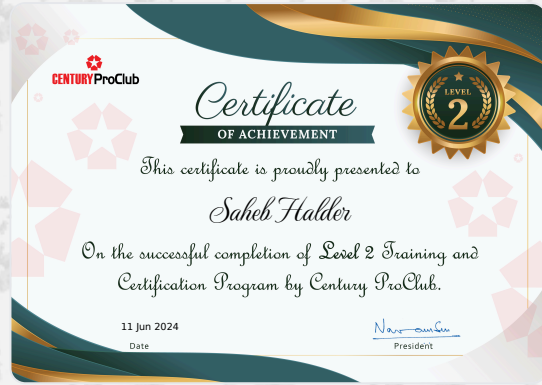 CENTURY ProClub
Certificate
OF ACHIEVEMENT
LEVEL
2
This certificate is proudly presented to
Saheb Halder
On the successful completion of Level 2 Training and
Certification Program by Century ProClub.
11 Jun 2024
Date
President